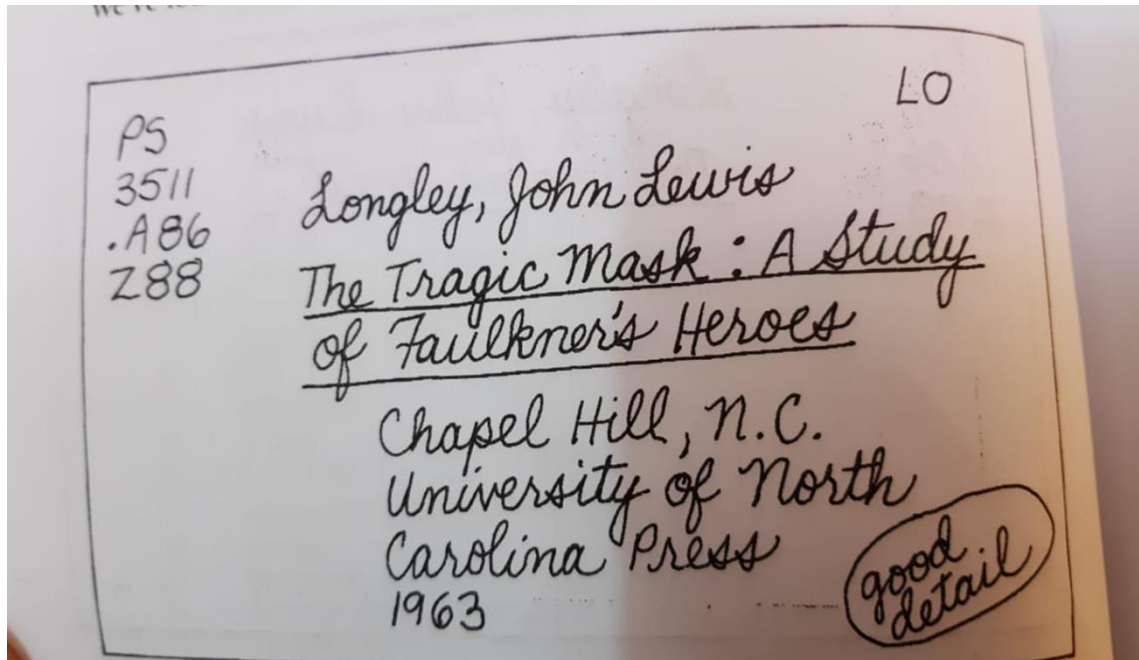 LO
PS
3511
.A86
Z88
Longley, John Lewis
The Tragic Mask: A Study
of Faulkner's Heroes
Chapel Hill, N.C.
University of North
Carolina Press
1963
good
detail